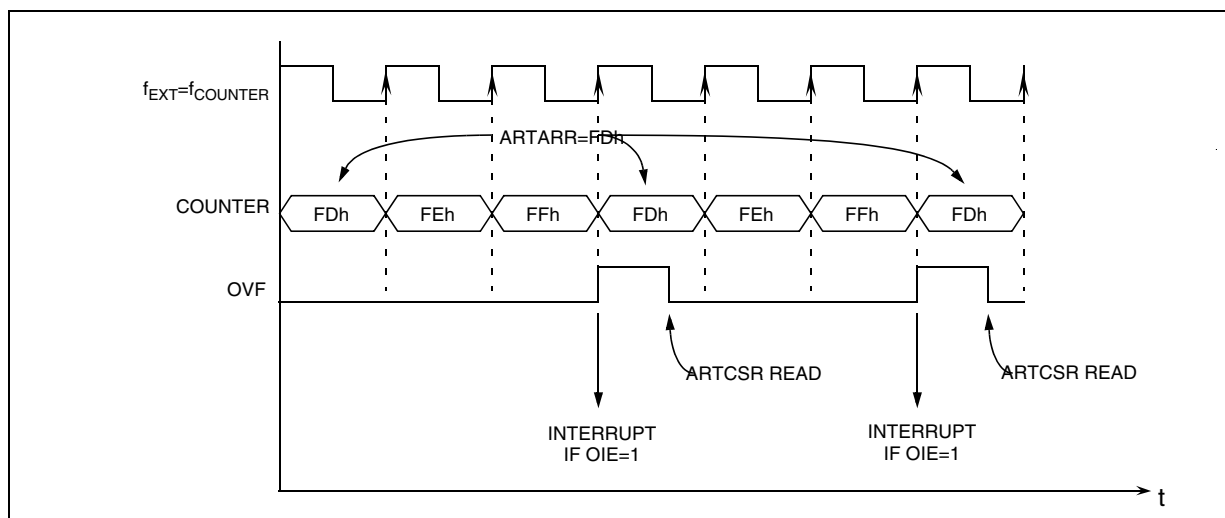 fEXT=fCOUNTER
ARTARR=FDh
COUNTER
FDh FEh FFh FDh FEh FFh FDh
OVF
ARTCSR READ
ARTCSR READ
INTERRUPT
IF OIE=1
INTERRUPT
IF OIE=1
t